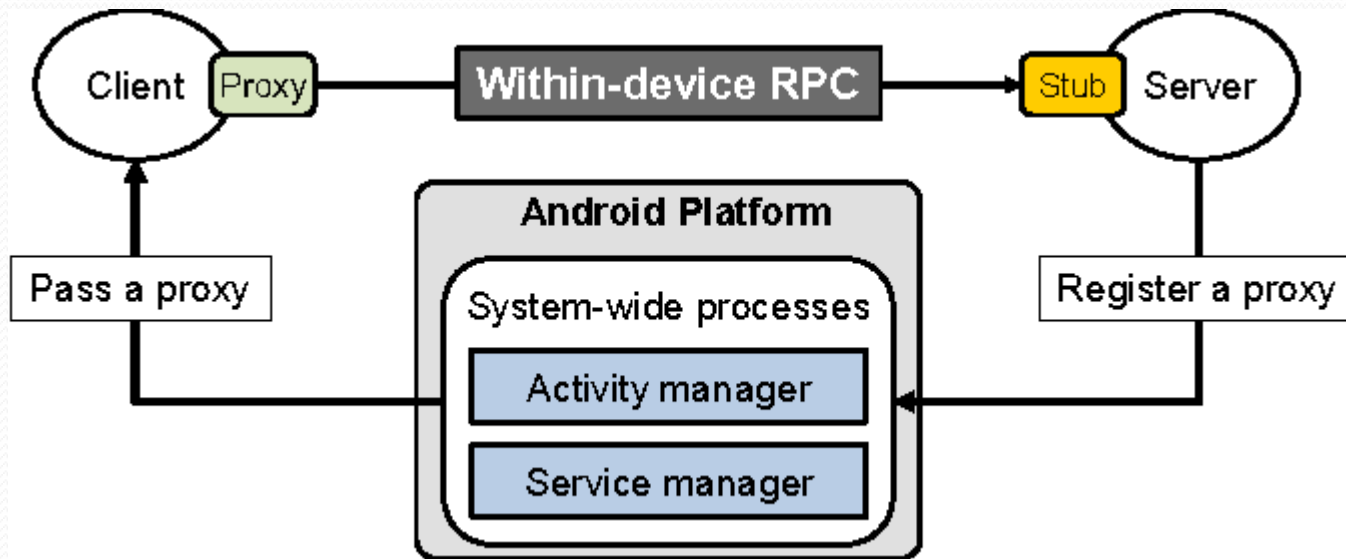 Client
Proxy
Within-device RPC
Stub
Server
Android Platform
Pass a proxy
System-wide processes
Register a proxy
Activity manager
Service manager